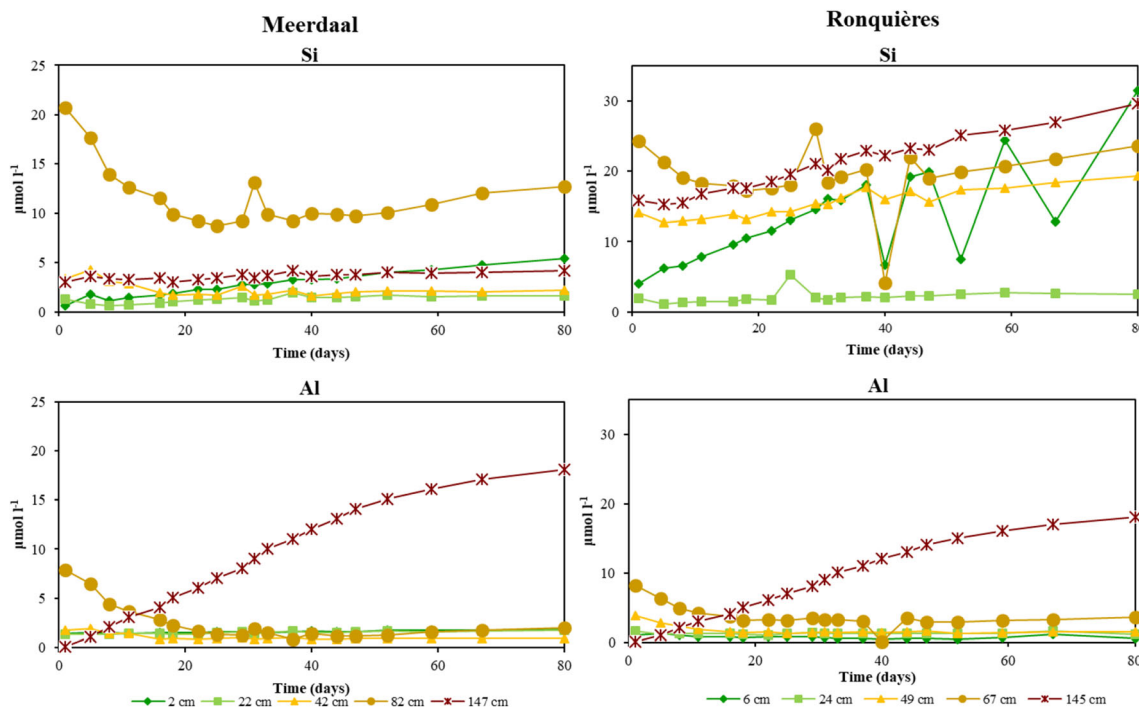 Meerdaal
Si
25
20
15
10
5
0
µmol l-1
0 20 40 60 80
Time (days)
Ronquières
Si
30
20
10
0
µmol l-1
0 20 40 60 80
Time (days)
Al
25
20
15
10
5
0
µmol l-1
0 20 40 60 80
Time (days)
2 cm 22 cm 42 cm 82 cm 147 cm
Al
30
20
10
0
µmol l-1
0 20 40 60 80
Time (days)
6 cm 24 cm 49 cm 67 cm 145 cm